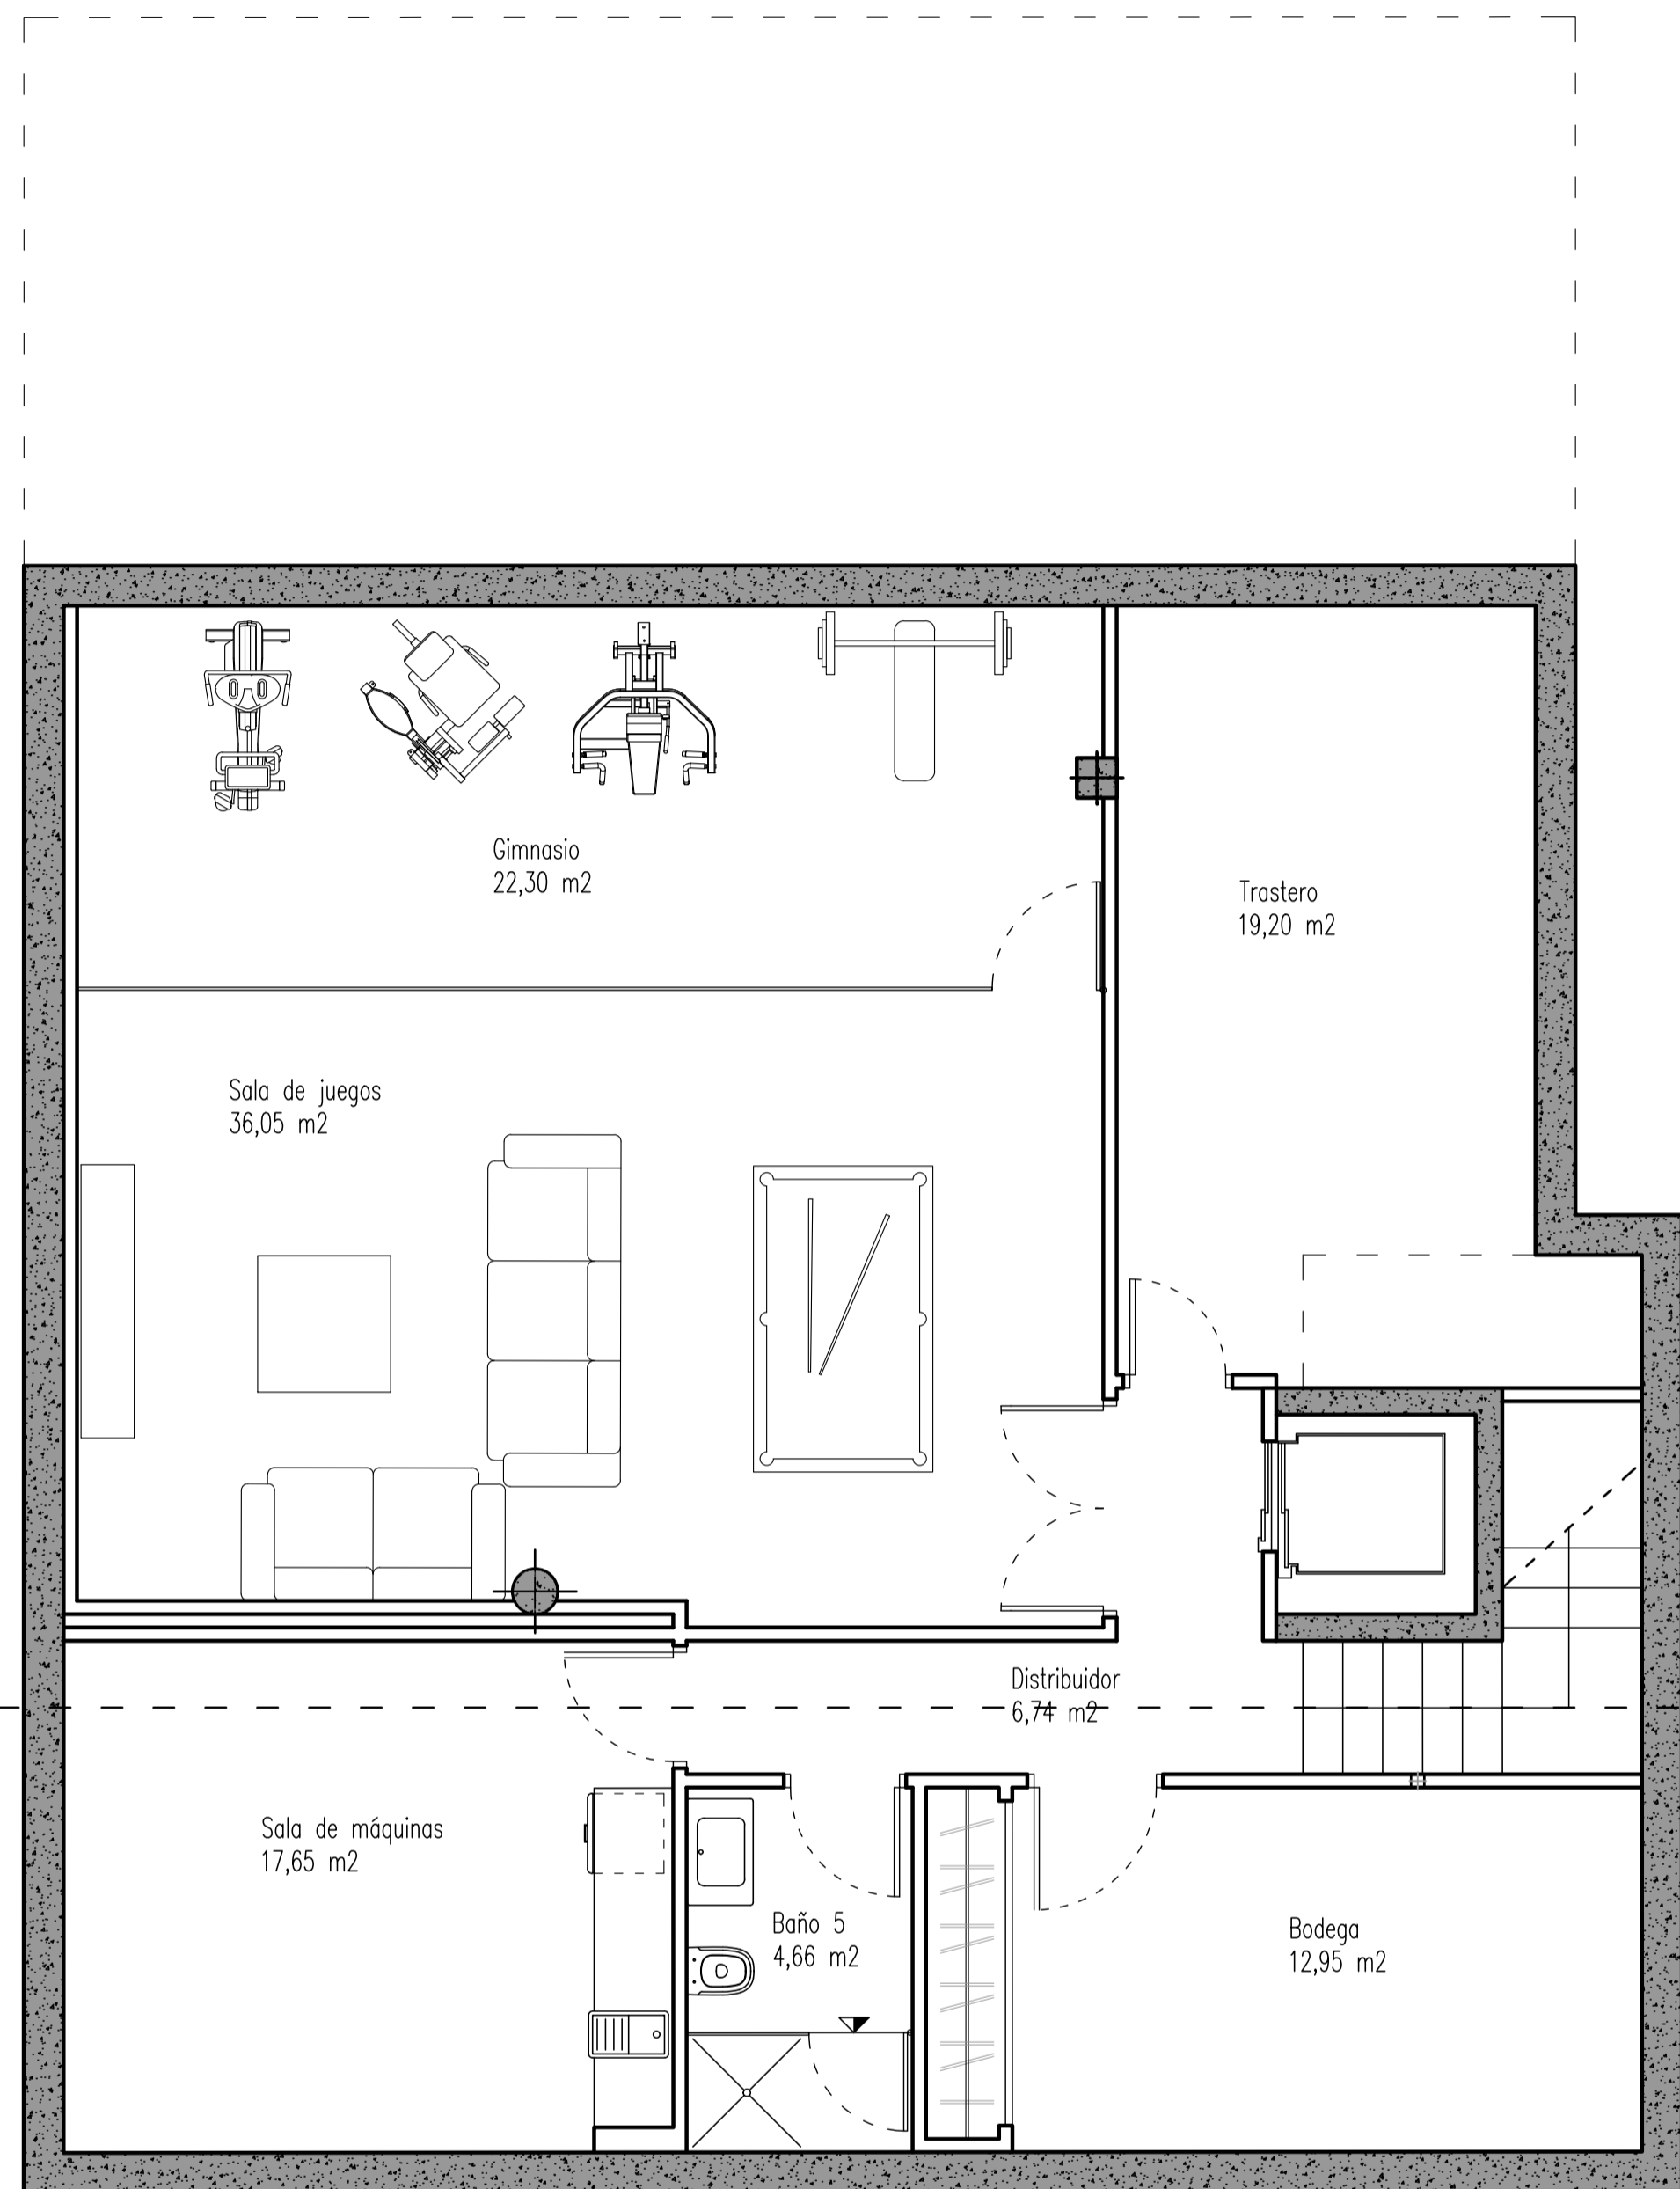 Gimnasio
22,30 m2
Trastero
19,20 m2
Sala de juegos
36,05 m2
Distribuidor
6,74 m2
Sala de máquinas
17,65 m2
Baño 5
4,66 m2
Bodega
12,95 m2